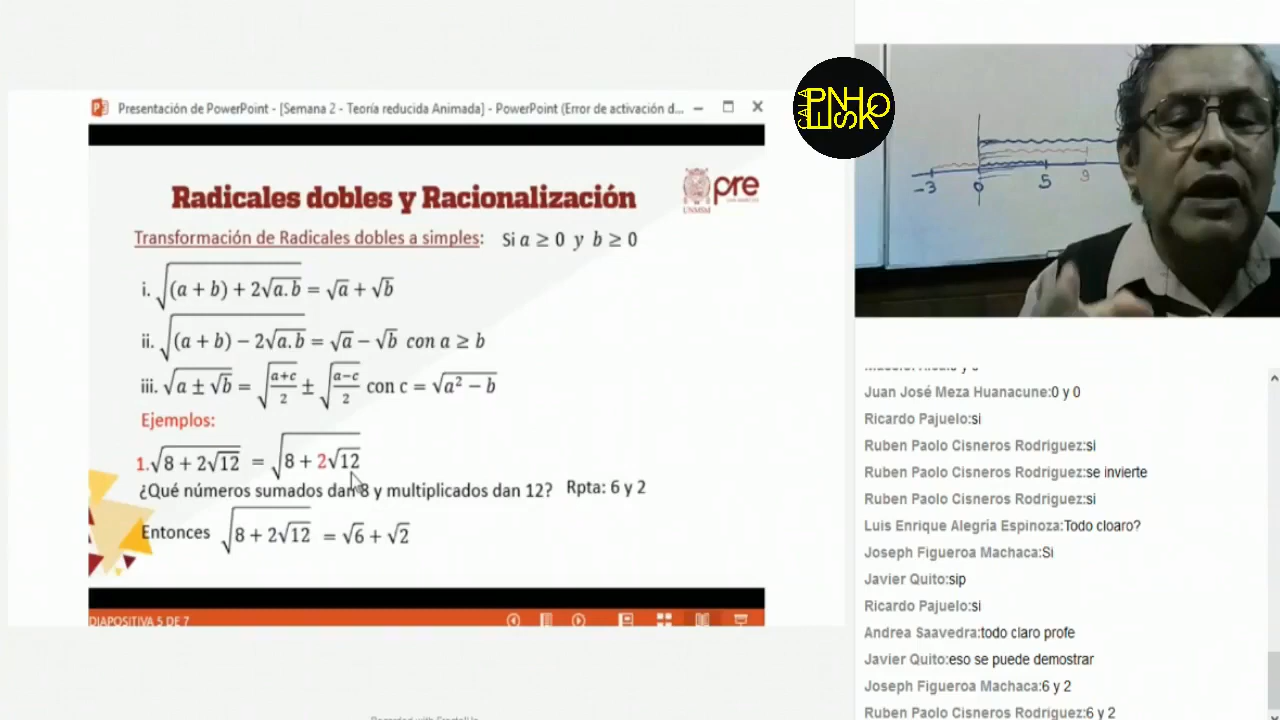 Presentación de PowerPoint - [Semana 2 - Teoría reducida Animada] - PowerPoint (Error de activación d...
Radicales dobles y Racionalización
UNMSM
pre
Transformación de Radicales dobles a simples: Si a ≥ 0 y b ≥ 0
i. √((a + b) + 2√a.b) = √a + √b
ii. √((a + b) − 2√a.b) = √a − √b con a ≥ b
iii. √(a ± √b) = √((a+c)/2) ± √((a−c)/2) con c = √(a² − b)
Ejemplos:
1.√(8 + 2√12) = √(8 + 2√12)
¿Qué números sumados dan 8 y multiplicados dan 12? Rpta: 6 y 2
Entonces √(8 + 2√12) = √6 + √2
DIAPOSITIVA 5 DE 7
-3 0 5 9
Juan José Meza Huanacune:0 y 0
Ricardo Pajuelo:si
Ruben Paolo Cisneros Rodriguez:si
Ruben Paolo Cisneros Rodriguez:se invierte
Ricardo Pajuelo:si
Ruben Paolo Cisneros Rodriguez:si
Luis Enrique Alegría Espinoza:Todo cloaro?
Joseph Figueroa Machaca:Si
Javier Quito:sip
Ricardo Pajuelo:si
Andrea Saavedra:todo claro profe
Javier Quito:eso se puede demostrar
Joseph Figueroa Machaca:6 y 2
Ruben Paolo Cisneros Rodriguez:6 y 2